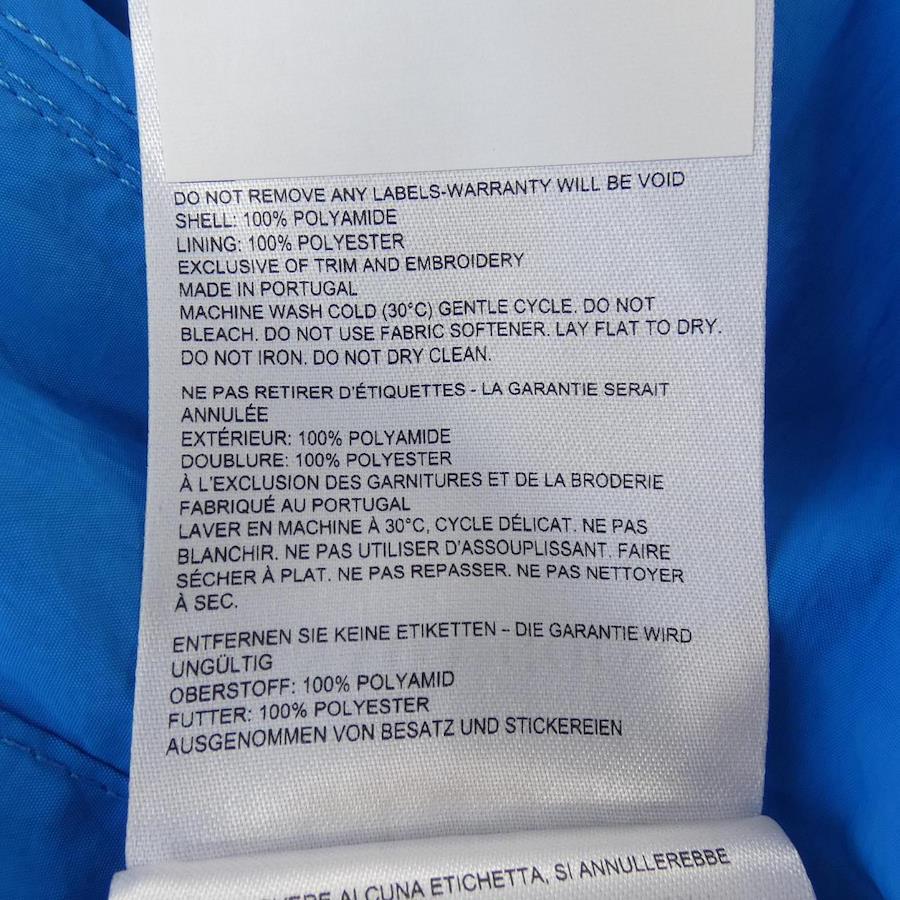 DO NOT REMOVE ANY LABELS-WARRANTY WILL BE VOID
SHELL: 100% POLYAMIDE
LINING: 100% POLYESTER
EXCLUSIVE OF TRIM AND EMBROIDERY
MADE IN PORTUGAL
MACHINE WASH COLD (30°C) GENTLE CYCLE. DO NOT
BLEACH. DO NOT USE FABRIC SOFTENER. LAY FLAT TO DRY.
DO NOT IRON. DO NOT DRY CLEAN.
NE PAS RETIRER D'ÉTIQUETTES - LA GARANTIE SERAIT
ANNULÉE
EXTÉRIEUR: 100% POLYAMIDE
DOUBLURE: 100% POLYESTER
À L'EXCLUSION DES GARNITURES ET DE LA BRODERIE
FABRIQUÉ AU PORTUGAL
LAVER EN MACHINE À 30°C, CYCLE DÉLICAT. NE PAS
BLANCHIR. NE PAS UTILISER D'ASSOUPLISSANT. FAIRE
SÉCHER À PLAT. NE PAS REPASSER. NE PAS NETTOYER
À SEC.
ENTFERNEN SIE KEINE ETIKETTEN – DIE GARANTIE WIRD
UNGÜLTIG
OBERSTOFF: 100% POLYAMID
FUTTER: 100% POLYESTER
AUSGENOMMEN VON BESATZ UND STICKEREIEN
ALCUNA ETICHETTA, SI ANNULLEREBBE